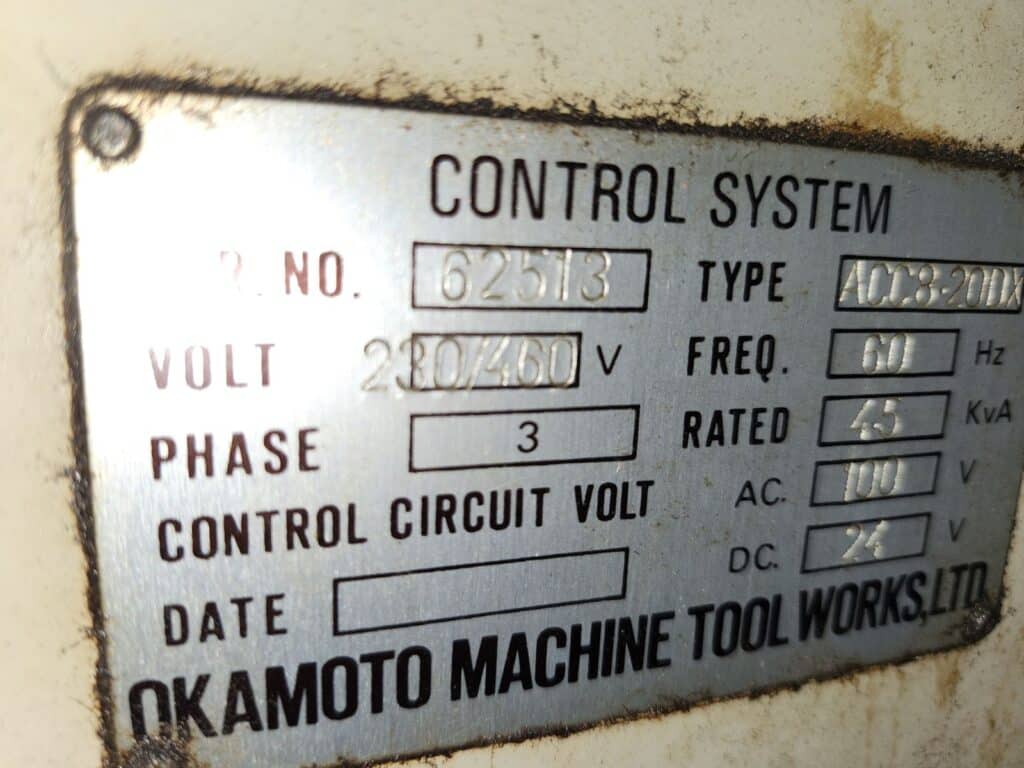 CONTROL SYSTEM
R. NO. 62513 TYPE ACC8-20DX
VOLT 230/460 V FREQ. 60 Hz
PHASE 3 RATED 45 KvA
CONTROL CIRCUIT VOLT AC. 100 V
DC. 24 V
DATE
OKAMOTO MACHINE TOOL WORKS,LTD